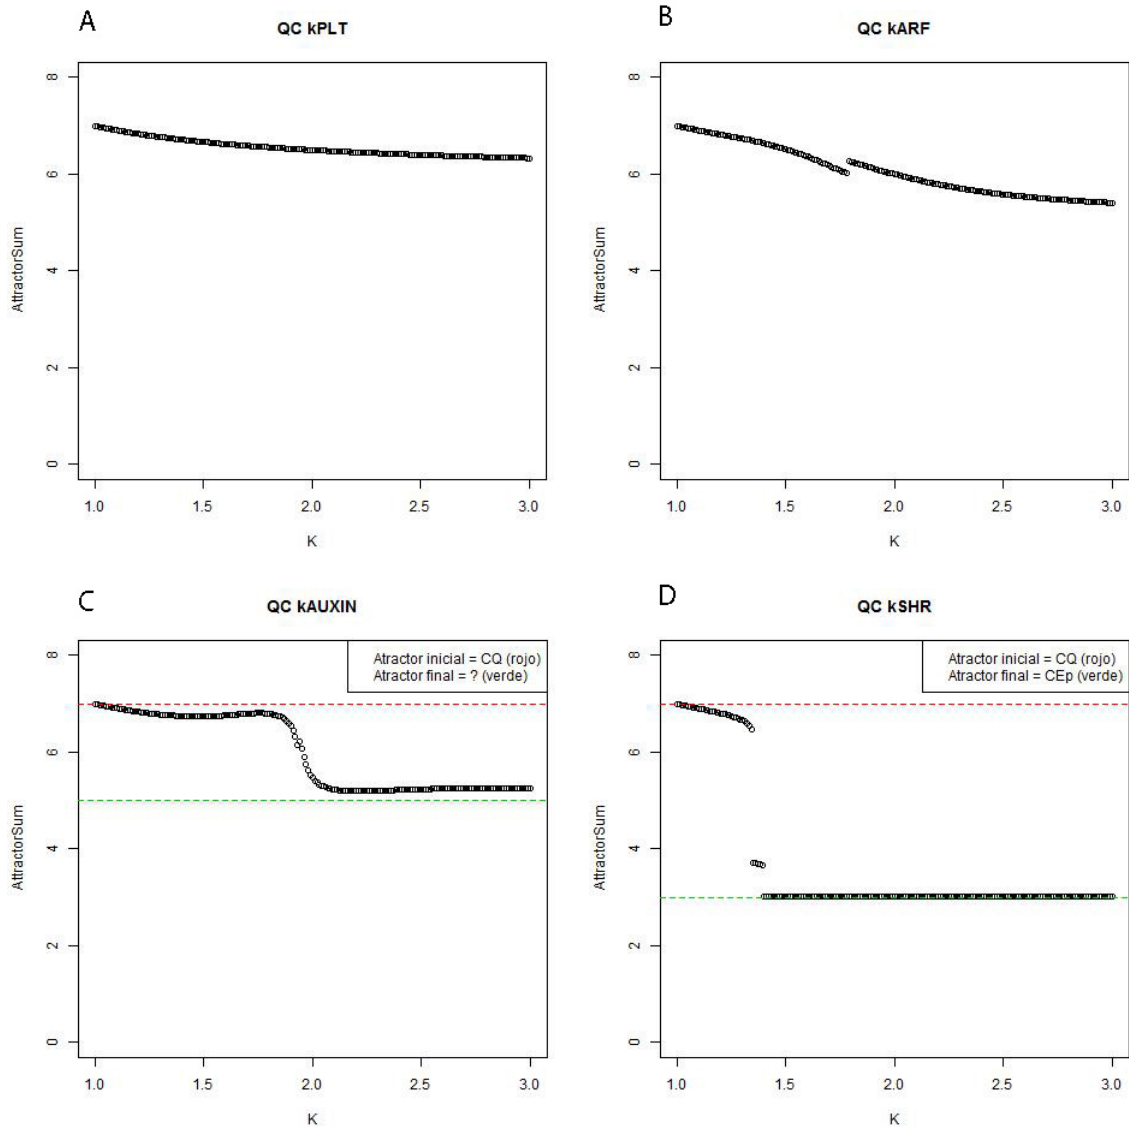 A
QC kPLT
AttractorSum
8
6
4
2
0
1.0 1.5 2.0 2.5 3.0
K
B
QC kARF
AttractorSum
8
6
4
2
0
1.0 1.5 2.0 2.5 3.0
K
C
QC kAUXIN
Atractor inicial = CQ (rojo)
Atractor final = ? (verde)
AttractorSum
8
6
4
2
0
1.0 1.5 2.0 2.5 3.0
K
D
QC kSHR
Atractor inicial = CQ (rojo)
Atractor final = CEp (verde)
AttractorSum
8
6
4
2
0
1.0 1.5 2.0 2.5 3.0
K